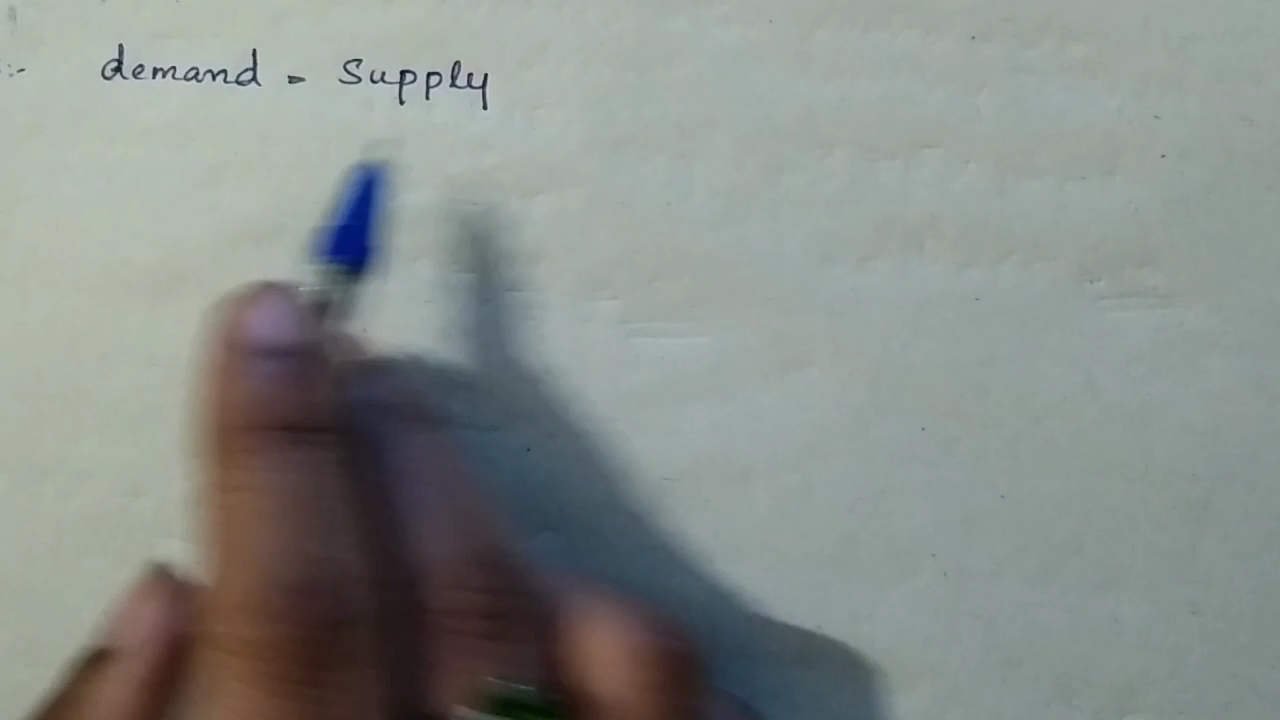 :- demand = Supply